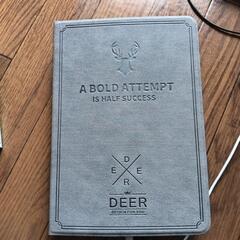 A BOLD ATTEMPT
IS HALF SUCCESS
D
E E
R
DEER